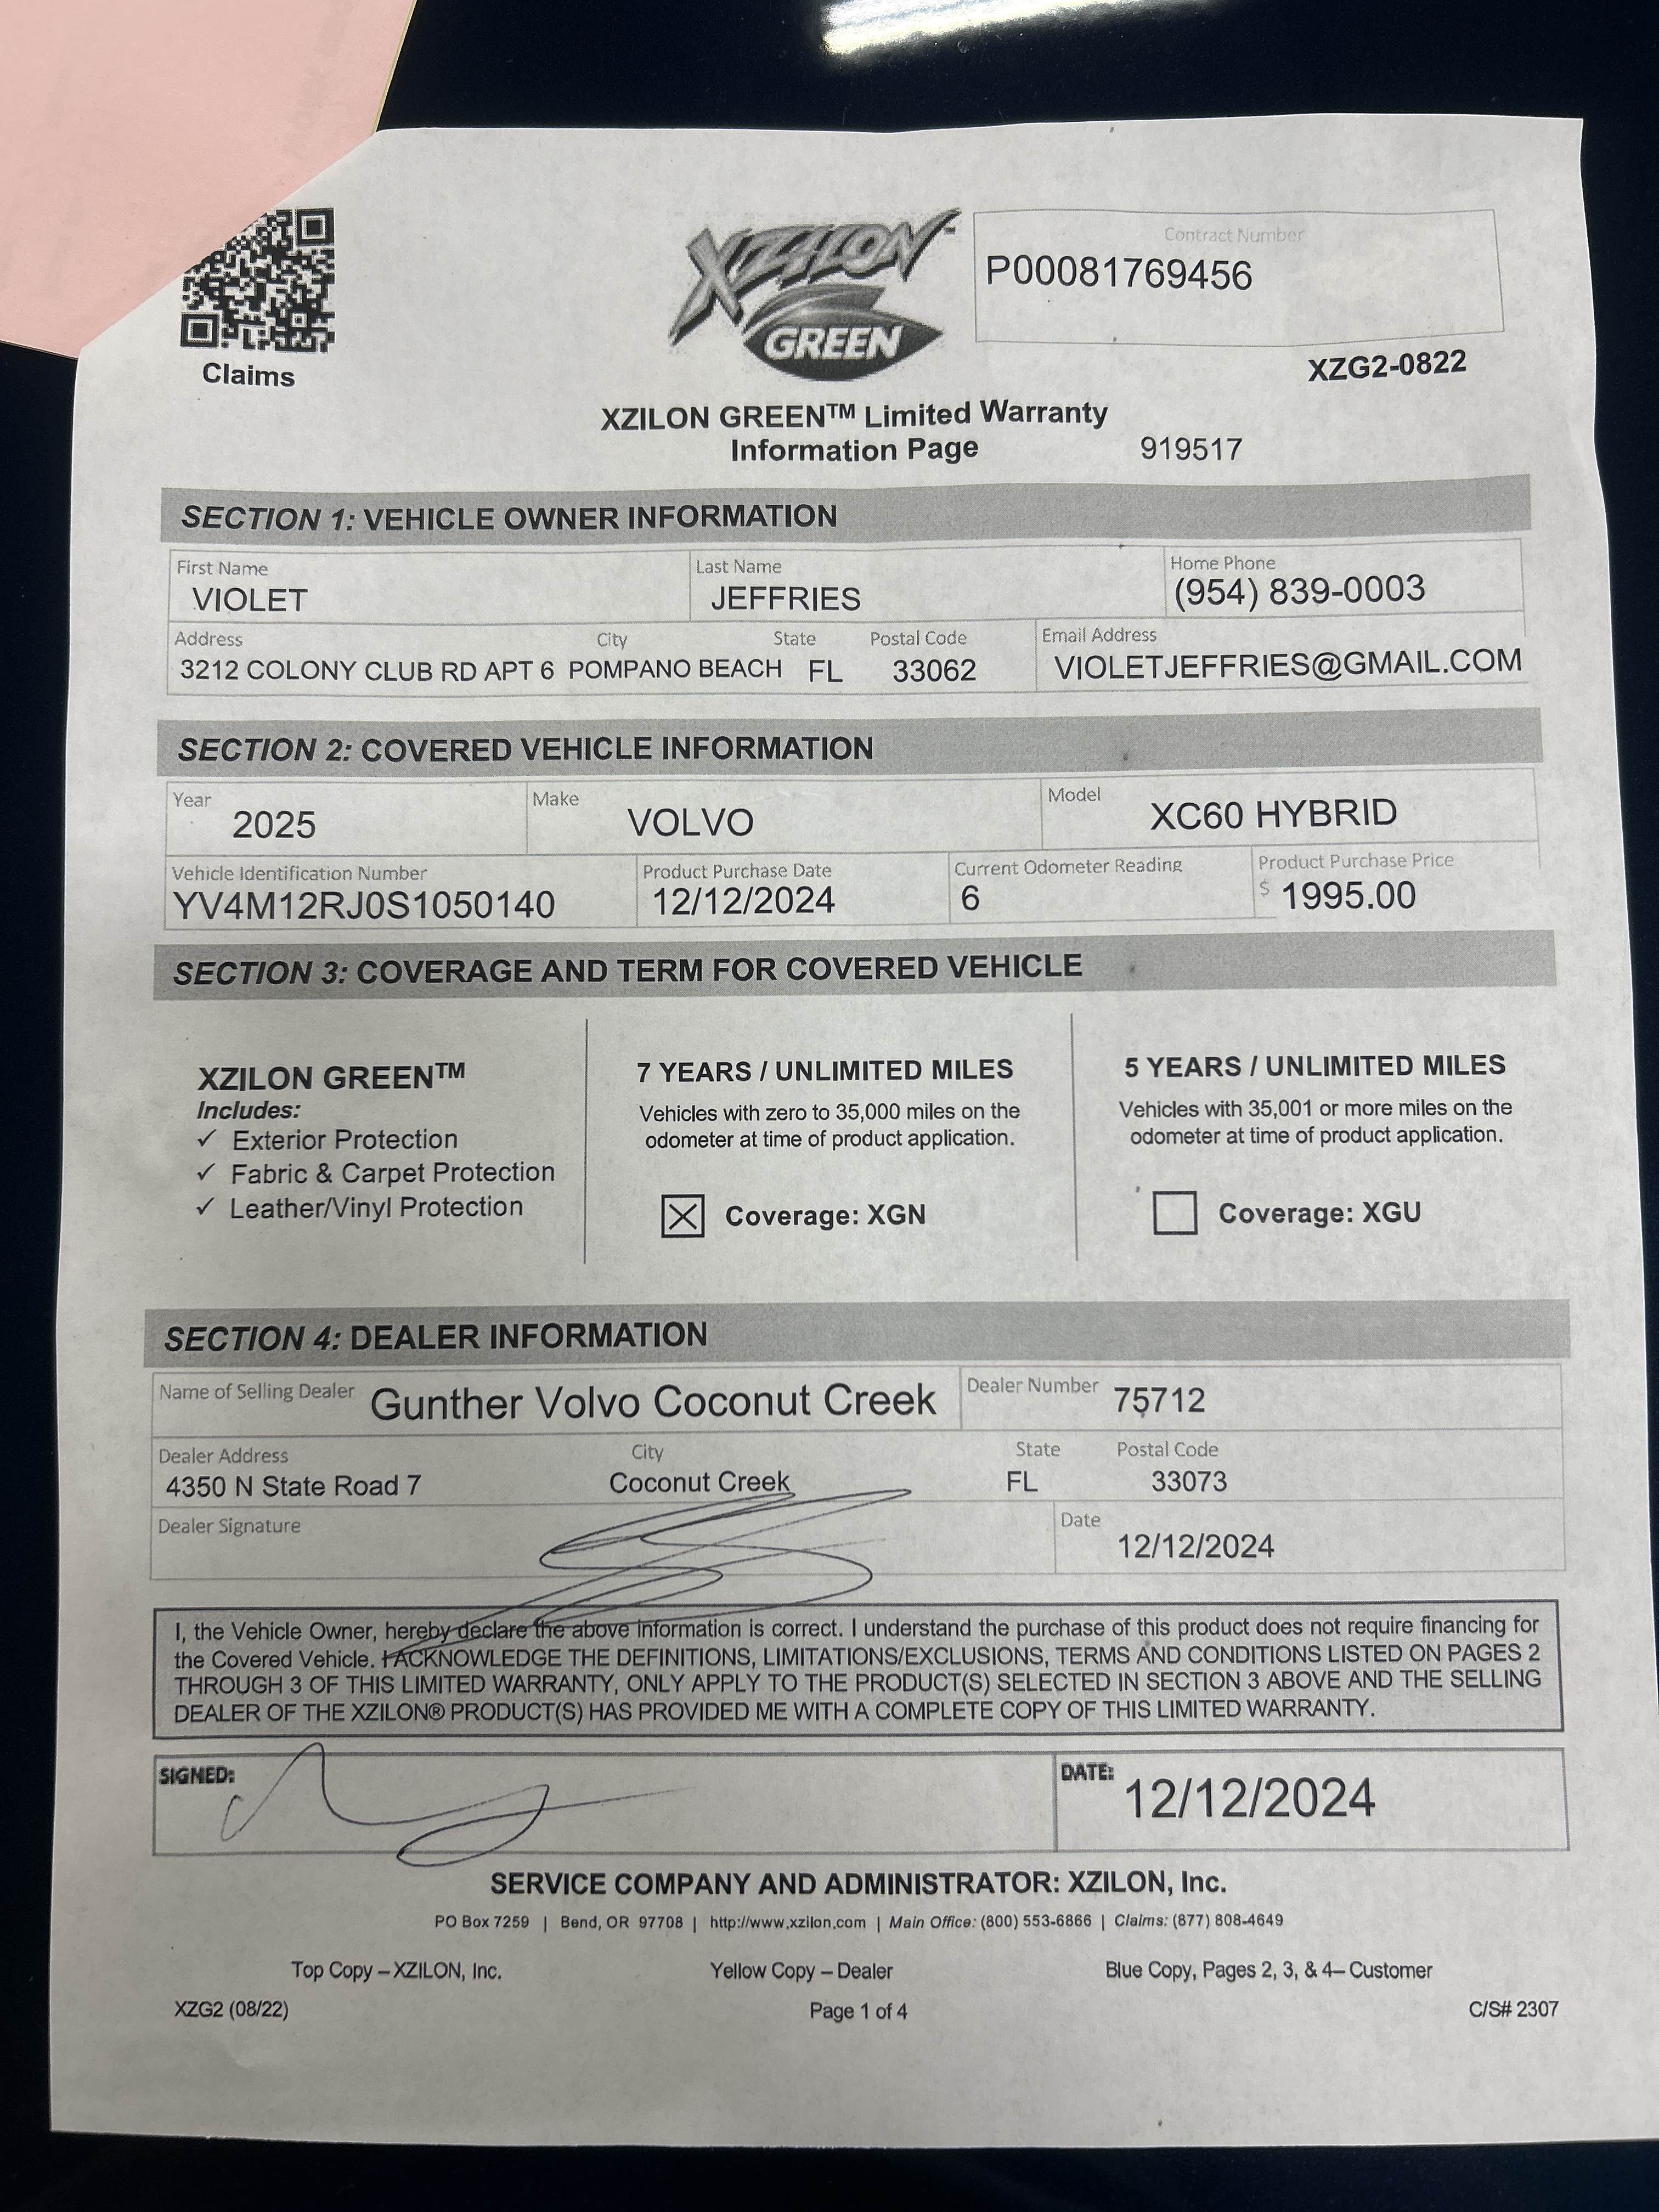 Claims
XZILON
GREEN
Contract Number
P00081769456
XZG2-0822
XZILON GREEN™ Limited Warranty
Information Page 919517
SECTION 1: VEHICLE OWNER INFORMATION
First Name Last Name Home Phone
VIOLET JEFFRIES (954) 839-0003
Address City State Postal Code Email Address
3212 COLONY CLUB RD APT 6 POMPANO BEACH FL 33062 VIOLETJEFFRIES@GMAIL.COM
SECTION 2: COVERED VEHICLE INFORMATION
Year Make Model
2025 VOLVO XC60 HYBRID
Vehicle Identification Number Product Purchase Date Current Odometer Reading Product Purchase Price
YV4M12RJ0S1050140 12/12/2024 6 $ 1995.00
SECTION 3: COVERAGE AND TERM FOR COVERED VEHICLE
XZILON GREEN™
Includes:
✓ Exterior Protection
✓ Fabric & Carpet Protection
✓ Leather/Vinyl Protection
7 YEARS / UNLIMITED MILES
Vehicles with zero to 35,000 miles on the
odometer at time of product application.
☒ Coverage: XGN
5 YEARS / UNLIMITED MILES
Vehicles with 35,001 or more miles on the
odometer at time of product application.
☐ Coverage: XGU
SECTION 4: DEALER INFORMATION
Name of Selling Dealer Gunther Volvo Coconut Creek Dealer Number 75712
Dealer Address City State Postal Code
4350 N State Road 7 Coconut Creek FL 33073
Dealer Signature Date
12/12/2024
I, the Vehicle Owner, hereby declare the above information is correct. I understand the purchase of this product does not require financing for
the Covered Vehicle. I ACKNOWLEDGE THE DEFINITIONS, LIMITATIONS/EXCLUSIONS, TERMS AND CONDITIONS LISTED ON PAGES 2
THROUGH 3 OF THIS LIMITED WARRANTY, ONLY APPLY TO THE PRODUCT(S) SELECTED IN SECTION 3 ABOVE AND THE SELLING
DEALER OF THE XZILON® PRODUCT(S) HAS PROVIDED ME WITH A COMPLETE COPY OF THIS LIMITED WARRANTY.
SIGNED: DATE: 12/12/2024
SERVICE COMPANY AND ADMINISTRATOR: XZILON, Inc.
PO Box 7259 | Bend, OR 97708 | http://www.xzilon.com | Main Office: (800) 553-6866 | Claims: (877) 808-4649
Top Copy – XZILON, Inc. Yellow Copy – Dealer Blue Copy, Pages 2, 3, & 4– Customer
XZG2 (08/22) Page 1 of 4 C/S# 2307